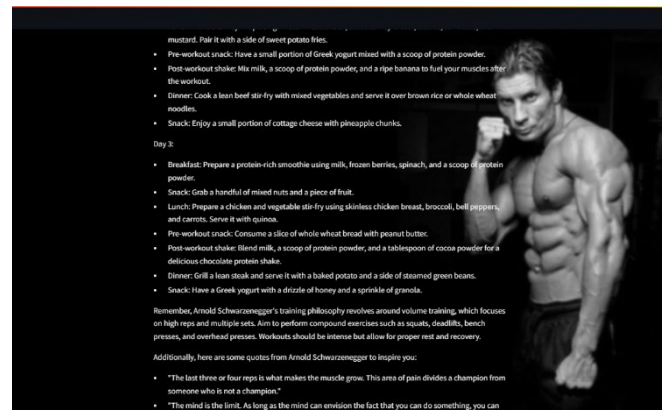 mustard. Pair it with a side of sweet potato fries.
• Pre-workout snack: Have a small portion of Greek yogurt mixed with a scoop of protein powder.
• Post-workout shake: Mix milk, a scoop of protein powder, and a ripe banana to fuel your muscles after
the workout.
• Dinner: Cook a lean beef stir-fry with mixed vegetables and serve it over brown rice or whole wheat
noodles.
• Snack: Enjoy a small portion of cottage cheese with pineapple chunks.
Day 3:
• Breakfast: Prepare a protein-rich smoothie using milk, frozen berries, spinach, and a scoop of protein
powder.
• Snack: Grab a handful of mixed nuts and a piece of fruit.
• Lunch: Prepare a chicken and vegetable stir-fry using skinless chicken breast, broccoli, bell peppers,
and carrots. Serve it with quinoa.
• Pre-workout snack: Consume a slice of whole wheat bread with peanut butter.
• Post-workout shake: Blend milk, a scoop of protein powder, and a tablespoon of cocoa powder for a
delicious chocolate protein shake.
• Dinner: Grill a lean steak and serve it with a baked potato and a side of steamed green beans.
• Snack: Have a Greek yogurt with a drizzle of honey and a sprinkle of granola.
Remember, Arnold Schwarzenegger's training philosophy revolves around volume training, which focuses
on high reps and multiple sets. Aim to perform compound exercises such as squats, deadlifts, bench
presses, and overhead presses. Workouts should be intense but allow for proper rest and recovery.
Additionally, here are some quotes from Arnold Schwarzenegger to inspire you:
• "The last three or four reps is what makes the muscle grow. This area of pain divides a champion from
someone who is not a champion."
• "The mind is the limit. As long as the mind can envision the fact that you can do something, you can